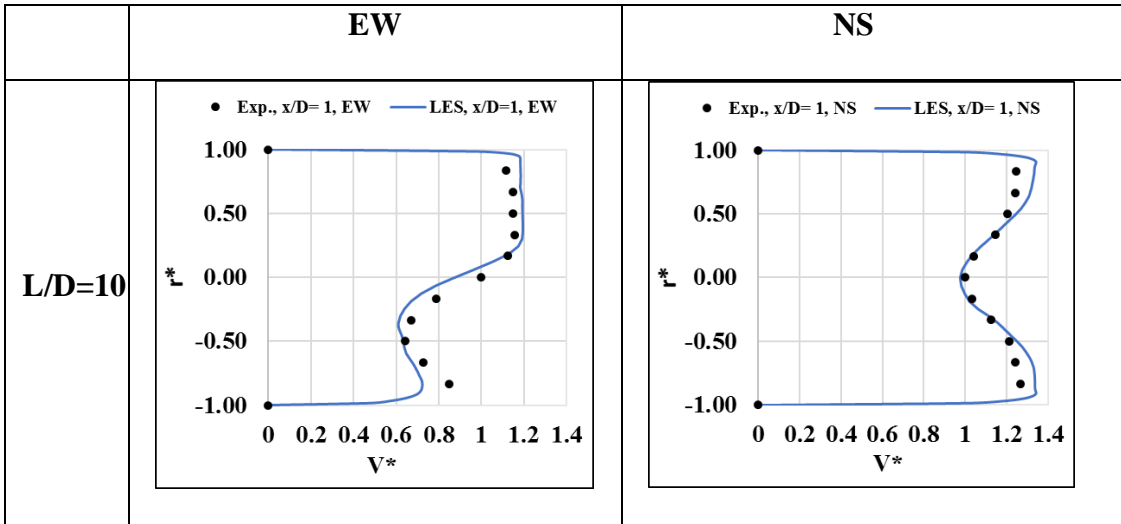 EW
NS
L/D=10
Exp., x/D= 1, EW
LES, x/D=1, EW
1.00
0.50
0.00
-0.50
-1.00
r*
0 0.2 0.4 0.6 0.8 1 1.2 1.4
V*
Exp., x/D= 1, NS
LES, x/D= 1, NS
1.00
0.50
0.00
-0.50
-1.00
r*
0 0.2 0.4 0.6 0.8 1 1.2 1.4
V*